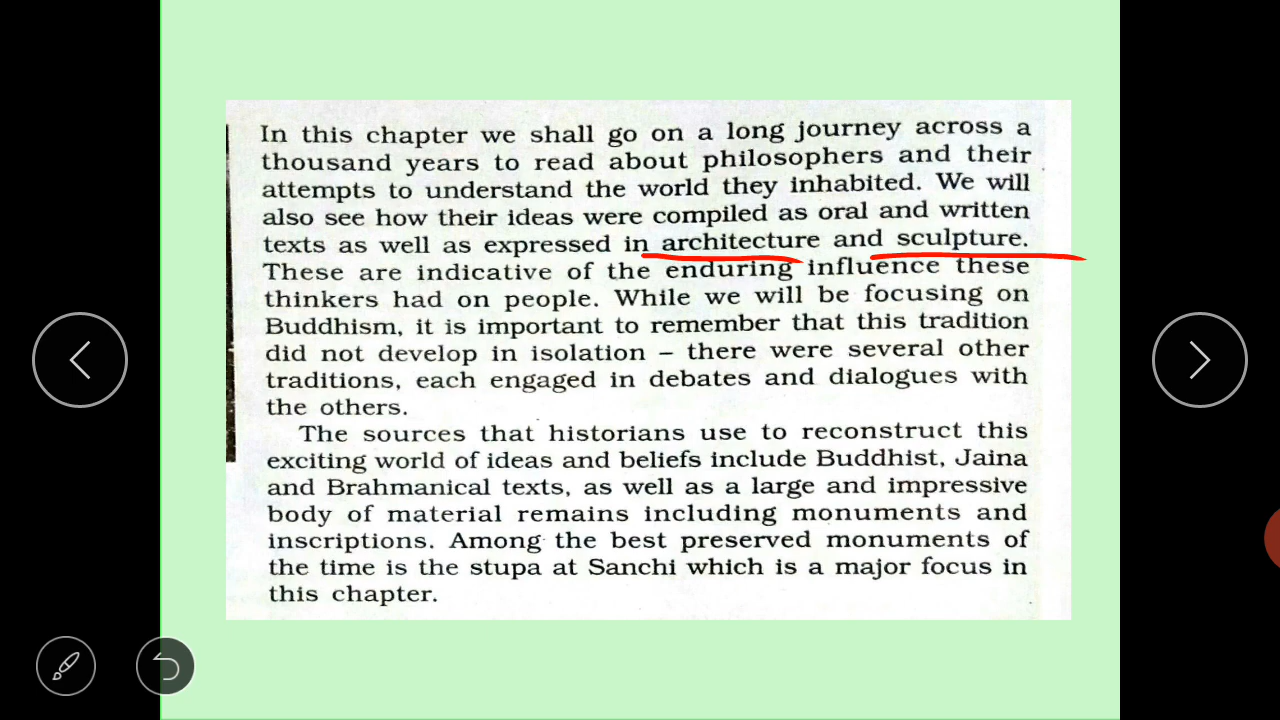 In this chapter we shall go on a long journey across a
thousand years to read about philosophers and their
attempts to understand the world they inhabited. We will
also see how their ideas were compiled as oral and written
texts as well as expressed in architecture and sculpture.
These are indicative of the enduring influence these
thinkers had on people. While we will be focusing on
Buddhism, it is important to remember that this tradition
did not develop in isolation – there were several other
traditions, each engaged in debates and dialogues with
the others.
The sources that historians use to reconstruct this
exciting world of ideas and beliefs include Buddhist, Jaina
and Brahmanical texts, as well as a large and impressive
body of material remains including monuments and
inscriptions. Among the best preserved monuments of
the time is the stupa at Sanchi which is a major focus in
this chapter.